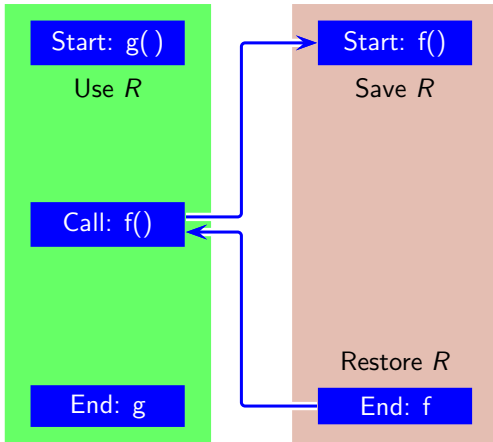 Start: g()
Use R
Call: f()
End: g
Start: f()
Save R
Restore R
End: f